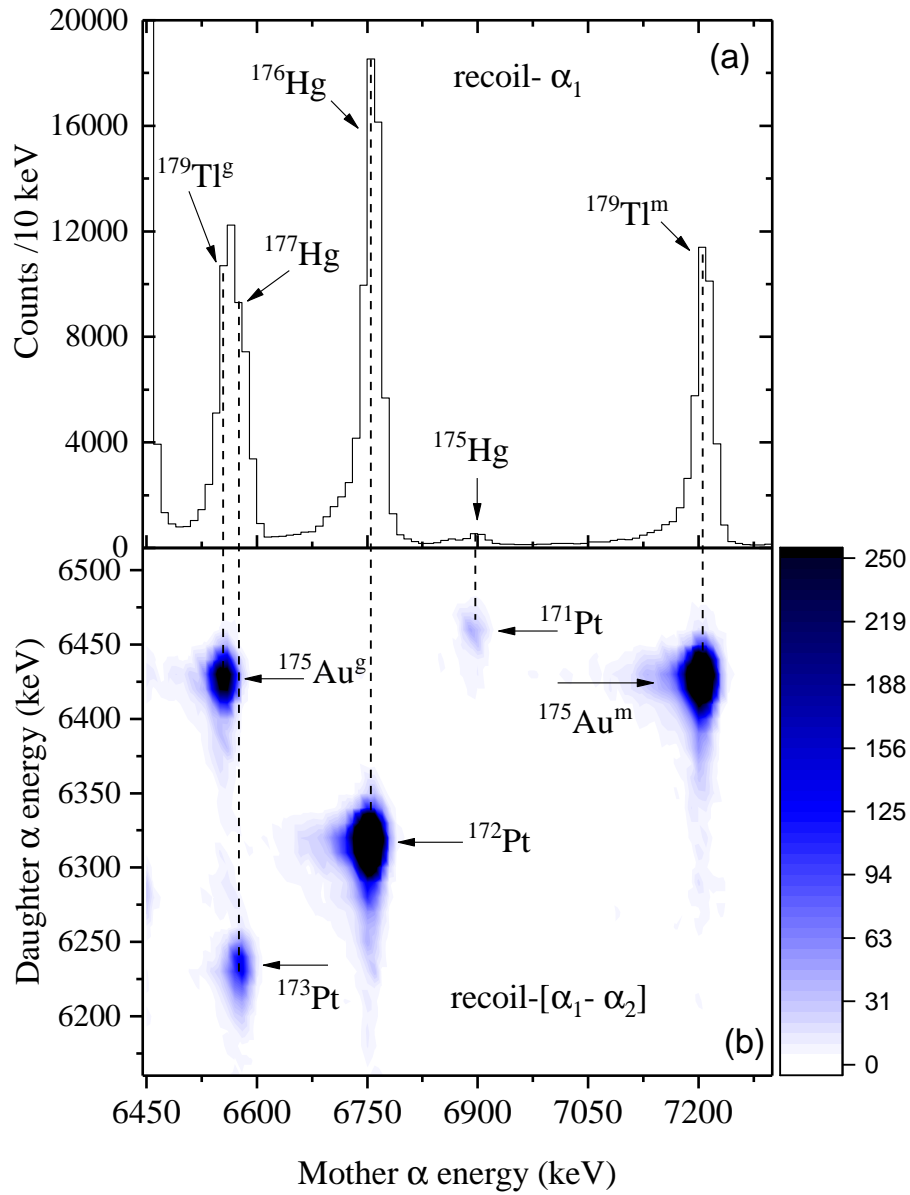 20000
16000
12000
8000
4000
0
Counts /10 keV
(a)
recoil- α₁
¹⁷⁶Hg
¹⁷⁹Tlᵍ
¹⁷⁷Hg
¹⁷⁹Tlᵐ
¹⁷⁵Hg
6500
6450
6400
6350
6300
6250
6200
Daughter α energy (keV)
¹⁷¹Pt
¹⁷⁵Auᵍ
¹⁷⁵Auᵐ
¹⁷²Pt
¹⁷³Pt
recoil-[α₁- α₂]
(b)
250
219
188
156
125
94
63
31
0
6450 6600 6750 6900 7050 7200
Mother α energy (keV)